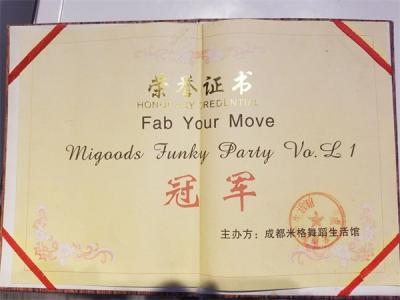 荣誉证书
HONORARY CREDENTIAL
Fab Your Move
Migoods Funky Party Vo.L 1
冠军
主办方：成都米格舞蹈生活馆